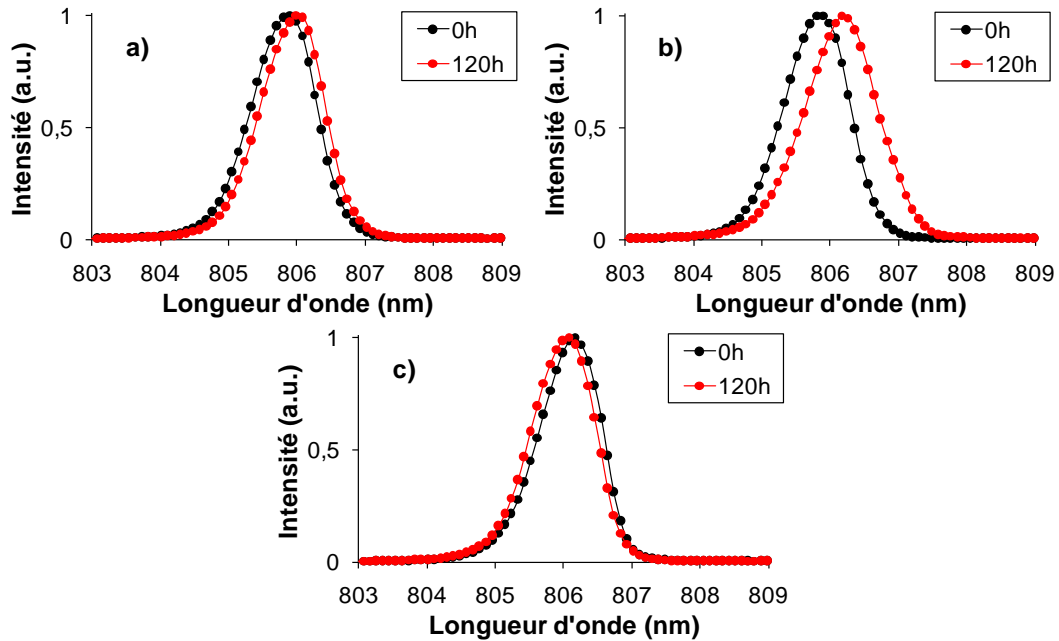 a)
0h
120h
Intensité (a.u.)
1
0,5
0
803 804 805 806 807 808 809
Longueur d'onde (nm)
b)
0h
120h
Intensité (a.u.)
1
0,5
0
803 804 805 806 807 808 809
Longueur d'onde (nm)
c)
0h
120h
Intensité (a.u.)
1
0,5
0
803 804 805 806 807 808 809
Longueur d'onde (nm)